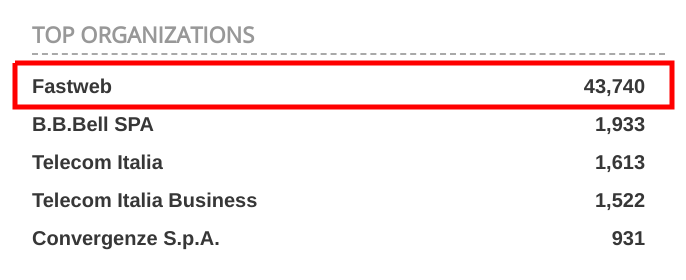 TOP ORGANIZATIONS
Fastweb 43,740
B.B.Bell SPA 1,933
Telecom Italia 1,613
Telecom Italia Business 1,522
Convergenze S.p.A. 931